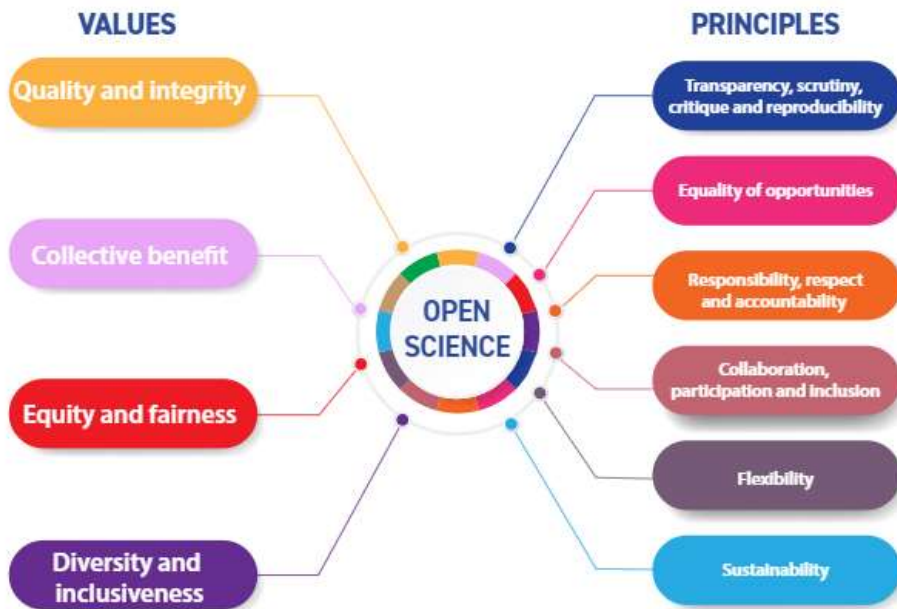 VALUES
Quality and integrity
Collective benefit
Equity and fairness
Diversity and
inclusiveness
OPEN
SCIENCE
PRINCIPLES
Transparency, scrutiny,
critique and reproducibility
Equality of opportunities
Responsibility, respect
and accountability
Collaboration,
participation and inclusion
Flexibility
Sustainability